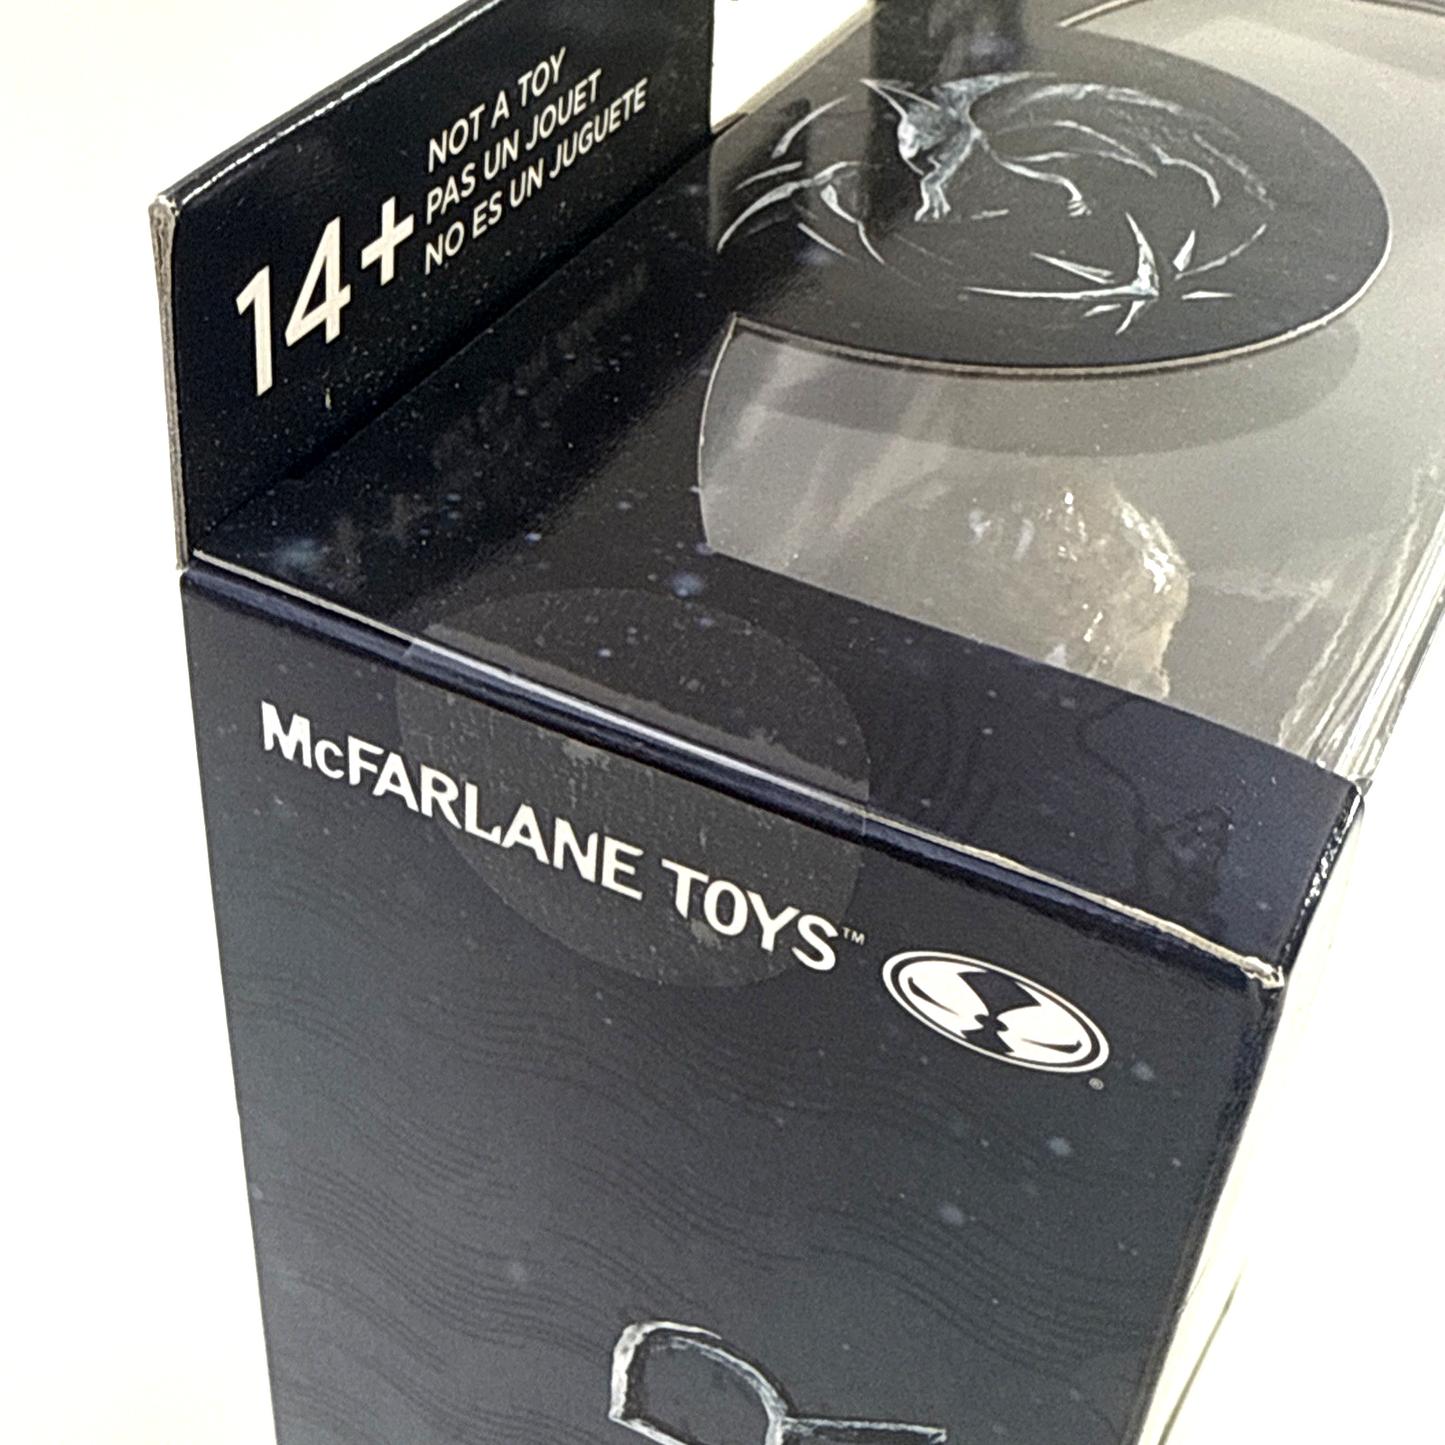 14+
NOT A TOY
PAS UN JOUET
NO ES UN JUGUETE
McFARLANE TOYS™
®